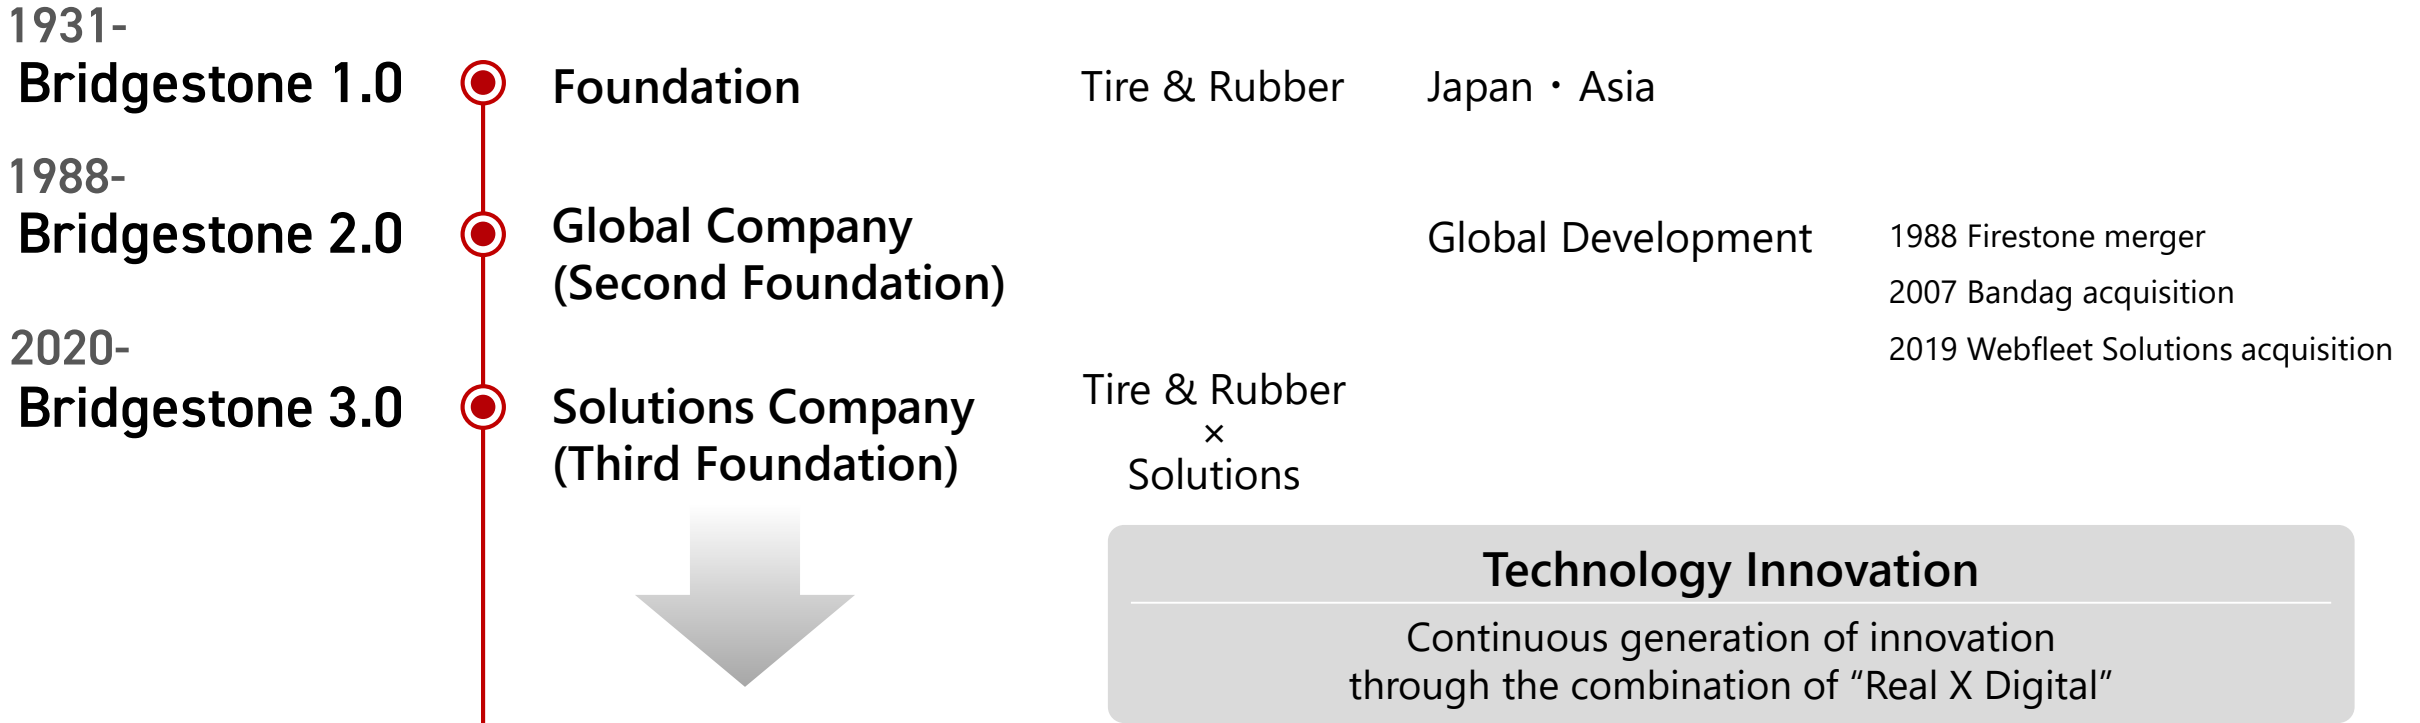 1931-
Bridgestone 1.0
Foundation
Tire & Rubber
Japan・Asia
1988-
Bridgestone 2.0
Global Company
(Second Foundation)
Global Development
1988 Firestone merger
2007 Bandag acquisition
2019 Webfleet Solutions acquisition
2020-
Bridgestone 3.0
Solutions Company
(Third Foundation)
Tire & Rubber
×
Solutions
Technology Innovation
Continuous generation of innovation
through the combination of “Real X Digital”